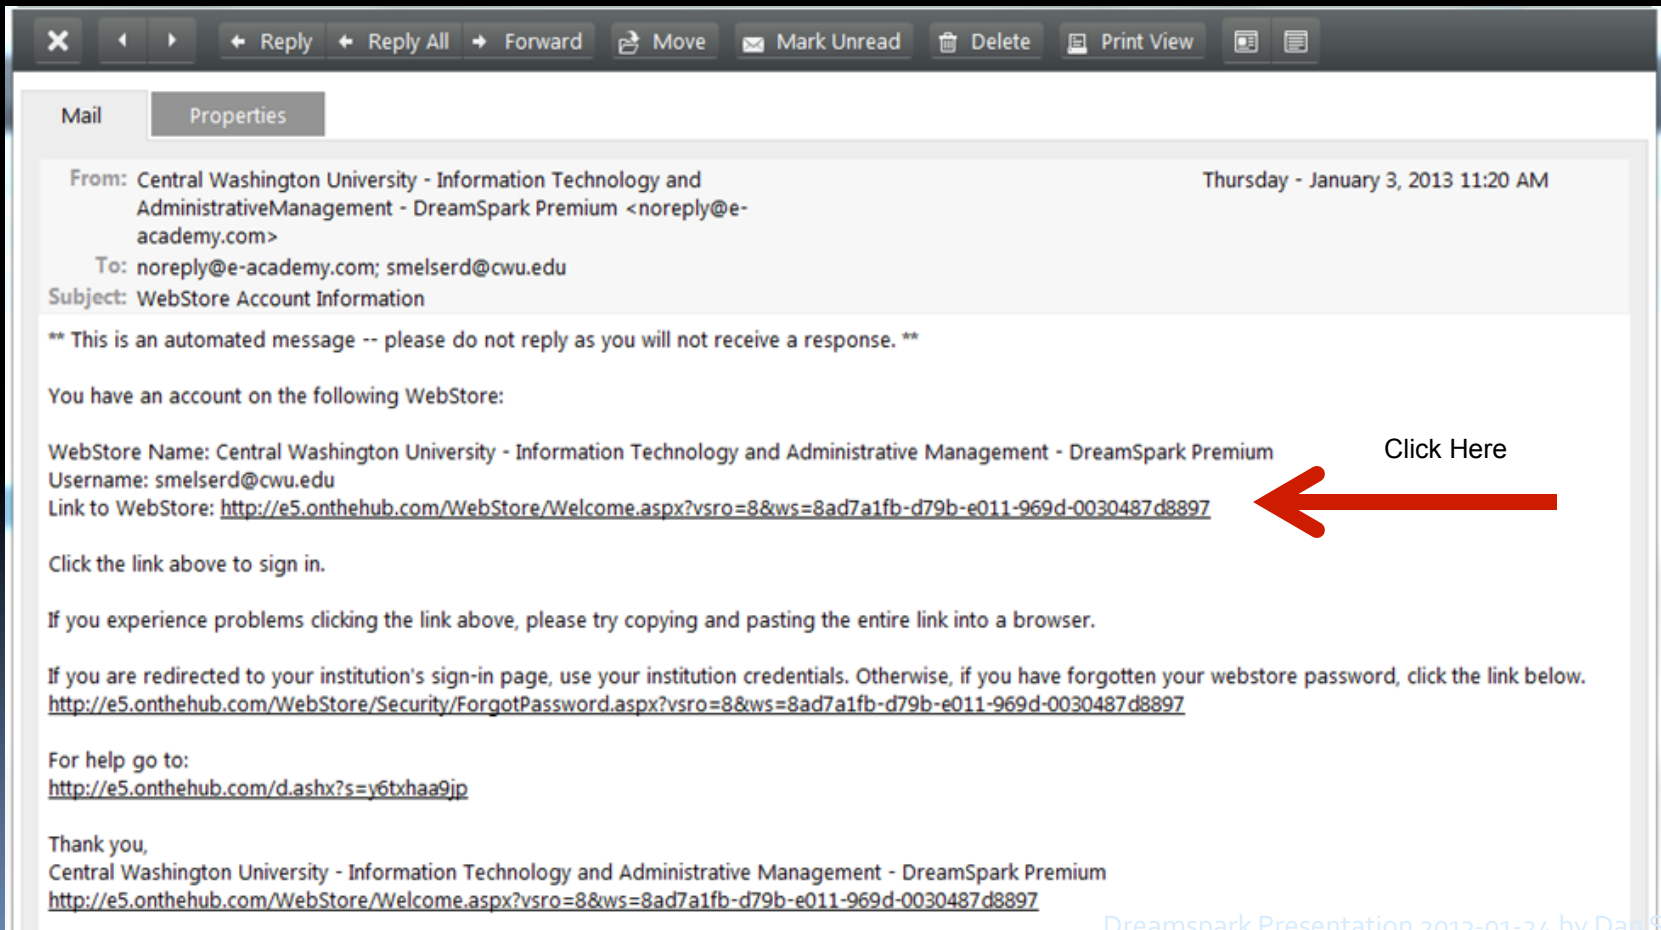 Reply Reply All Forward Move Mark Unread Delete Print View
Mail Properties
From: Central Washington University - Information Technology and
AdministrativeManagement - DreamSpark Premium <noreply@e-
academy.com>
Thursday - January 3, 2013 11:20 AM
To: noreply@e-academy.com; smelserd@cwu.edu
Subject: WebStore Account Information
** This is an automated message -- please do not reply as you will not receive a response. **
You have an account on the following WebStore:
WebStore Name: Central Washington University - Information Technology and Administrative Management - DreamSpark Premium
Click Here
Username: smelserd@cwu.edu
Link to WebStore: http://e5.onthehub.com/WebStore/Welcome.aspx?vsro=8&ws=8ad7a1fb-d79b-e011-969d-0030487d8897
Click the link above to sign in.
If you experience problems clicking the link above, please try copying and pasting the entire link into a browser.
If you are redirected to your institution's sign-in page, use your institution credentials. Otherwise, if you have forgotten your webstore password, click the link below.
http://e5.onthehub.com/WebStore/Security/ForgotPassword.aspx?vsro=8&ws=8ad7a1fb-d79b-e011-969d-0030487d8897
For help go to:
http://e5.onthehub.com/d.ashx?s=y6txhaa9jp
Thank you,
Central Washington University - Information Technology and Administrative Management - DreamSpark Premium
http://e5.onthehub.com/WebStore/Welcome.aspx?vsro=8&ws=8ad7a1fb-d79b-e011-969d-0030487d8897
Dreamspark Presentation by Dan